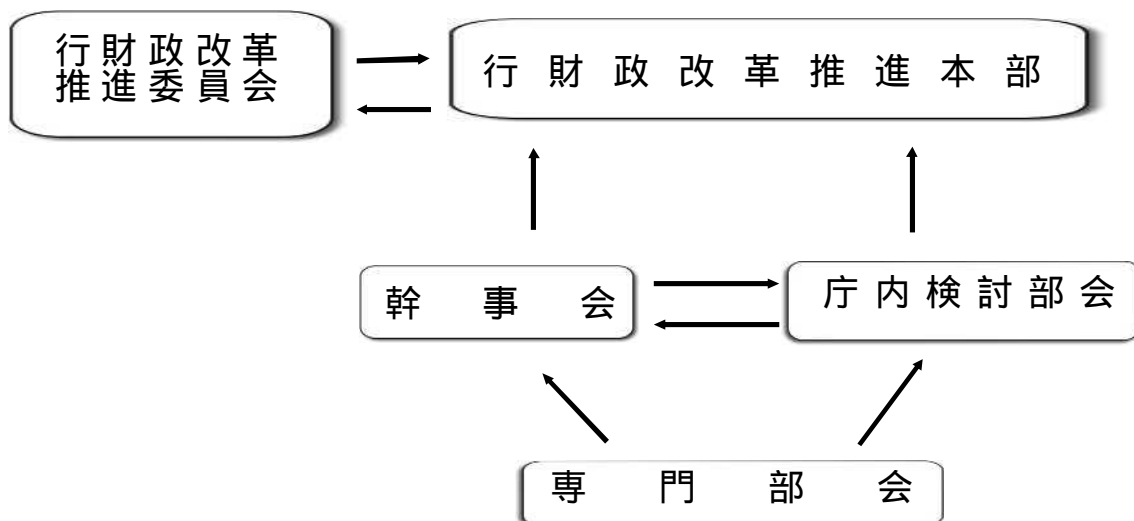 行財政改革
推進委員会
行財政改革推進本部
幹事会
庁内検討部会
専門部会